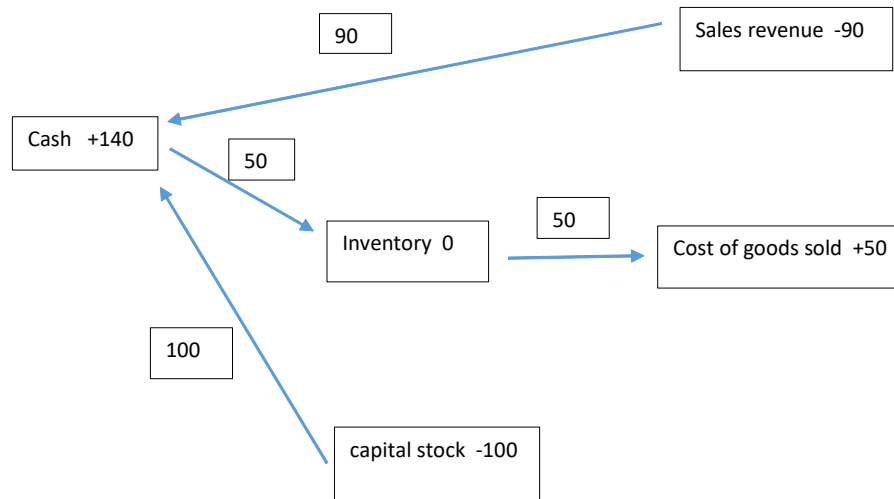 90
Sales revenue -90
Cash +140
50
Inventory 0
50
Cost of goods sold +50
100
capital stock -100